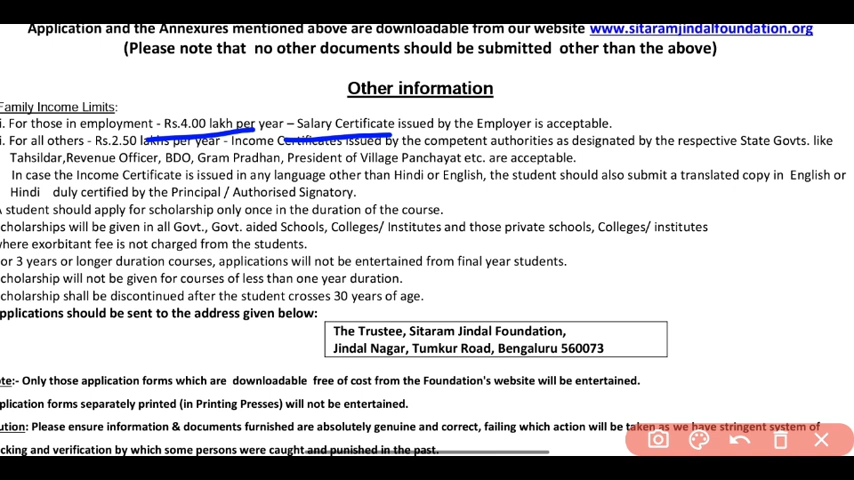 Application and the Annexures mentioned above are downloadable from our website www.sitaramjindalfoundation.org
(Please note that no other documents should be submitted other than the above)
Other information
Family Income Limits:
i. For those in employment - Rs.4.00 lakh per year – Salary Certificate issued by the Employer is acceptable.
i. For all others - Rs.2.50 lakhs per year - Income Certificates issued by the competent authorities as designated by the respective State Govts. like
Tahsildar,Revenue Officer, BDO, Gram Pradhan, President of Village Panchayat etc. are acceptable.
In case the Income Certificate is issued in any language other than Hindi or English, the student should also submit a translated copy in English or
Hindi duly certified by the Principal / Authorised Signatory.
A student should apply for scholarship only once in the duration of the course.
cholarships will be given in all Govt., Govt. aided Schools, Colleges/ Institutes and those private schools, Colleges/ institutes
where exorbitant fee is not charged from the students.
or 3 years or longer duration courses, applications will not be entertained from final year students.
cholarship will not be given for courses of less than one year duration.
cholarship shall be discontinued after the student crosses 30 years of age.
pplications should be sent to the address given below:
The Trustee, Sitaram Jindal Foundation,
Jindal Nagar, Tumkur Road, Bengaluru 560073
te:- Only those application forms which are downloadable free of cost from the Foundation's website will be entertained.
plication forms separately printed (in Printing Presses) will not be entertained.
ution: Please ensure information & documents furnished are absolutely genuine and correct, failing which action will be taken as we have stringent system of
cking and verification by which some persons were caught and punished in the past.